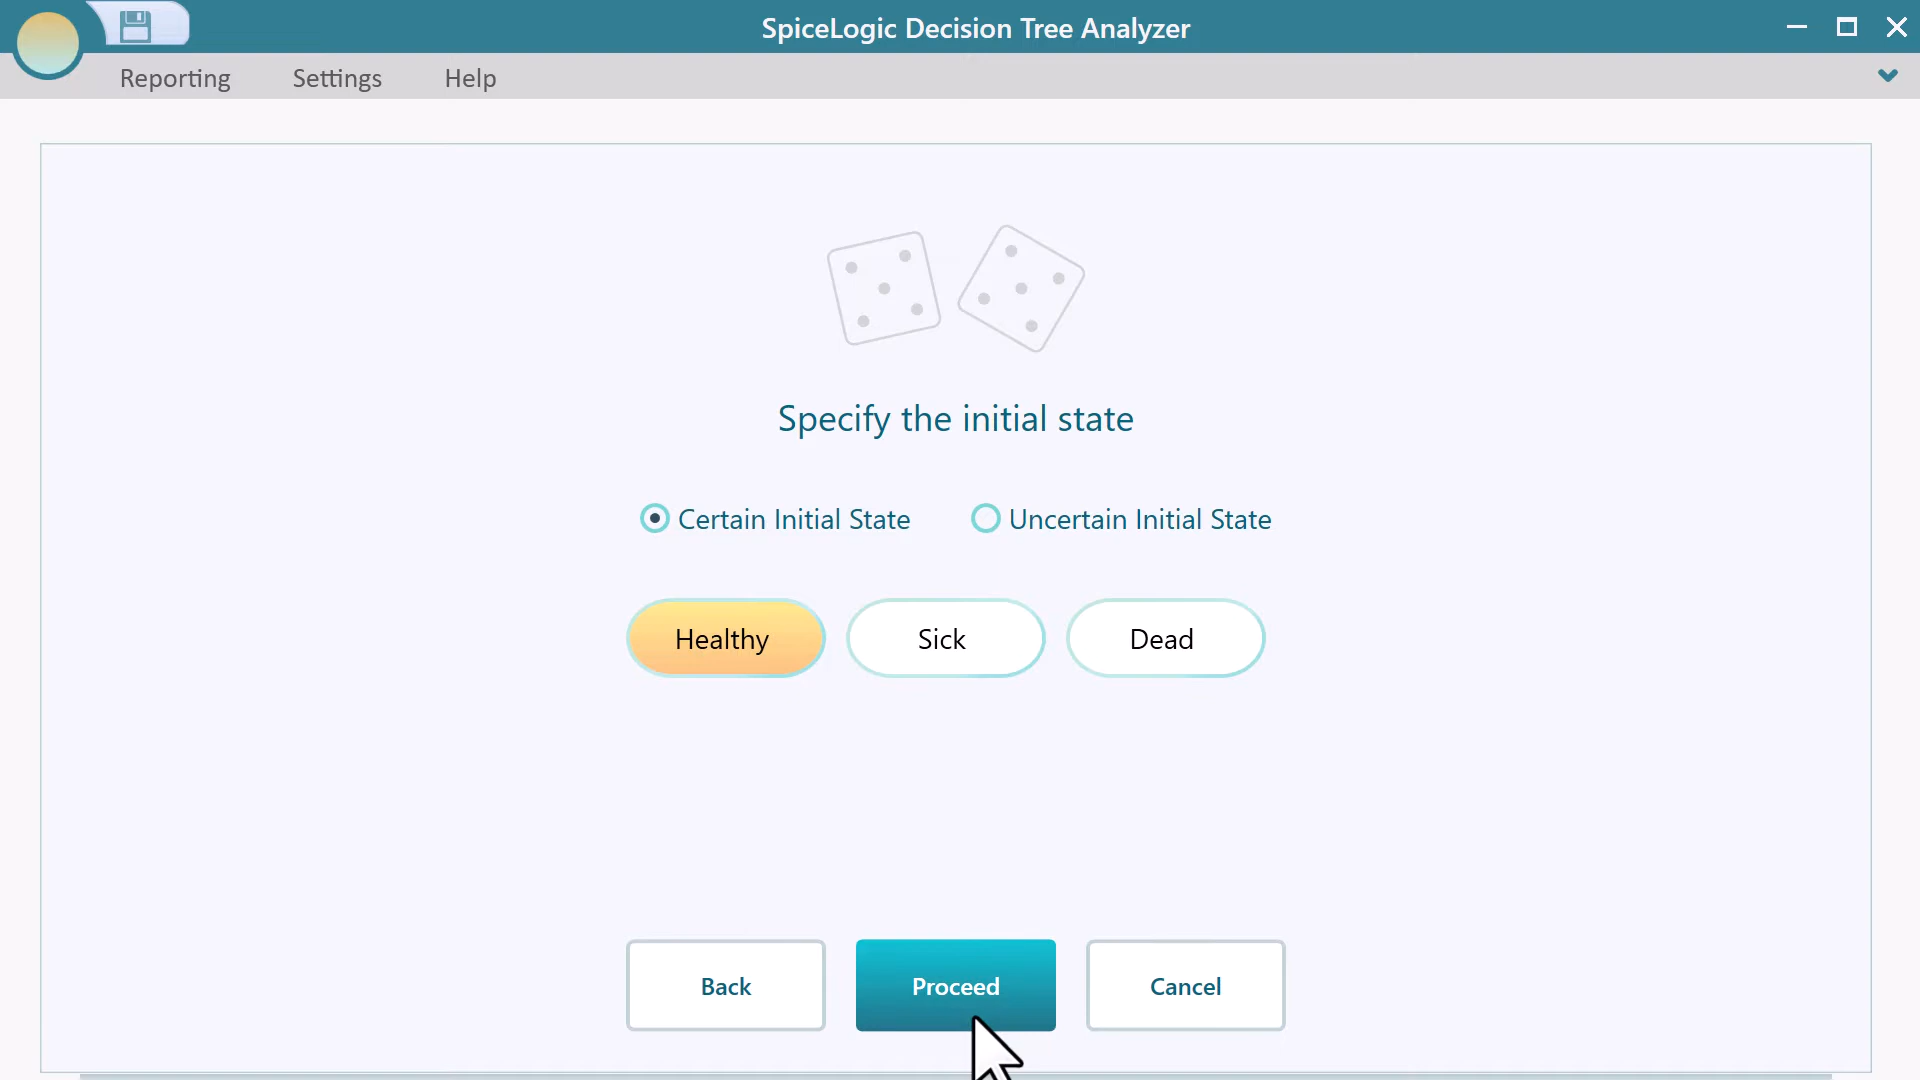 SpiceLogic Decision Tree Analyzer
Reporting Settings Help
Specify the initial state
Certain Initial State Uncertain Initial State
Healthy Sick Dead
Back Proceed Cancel